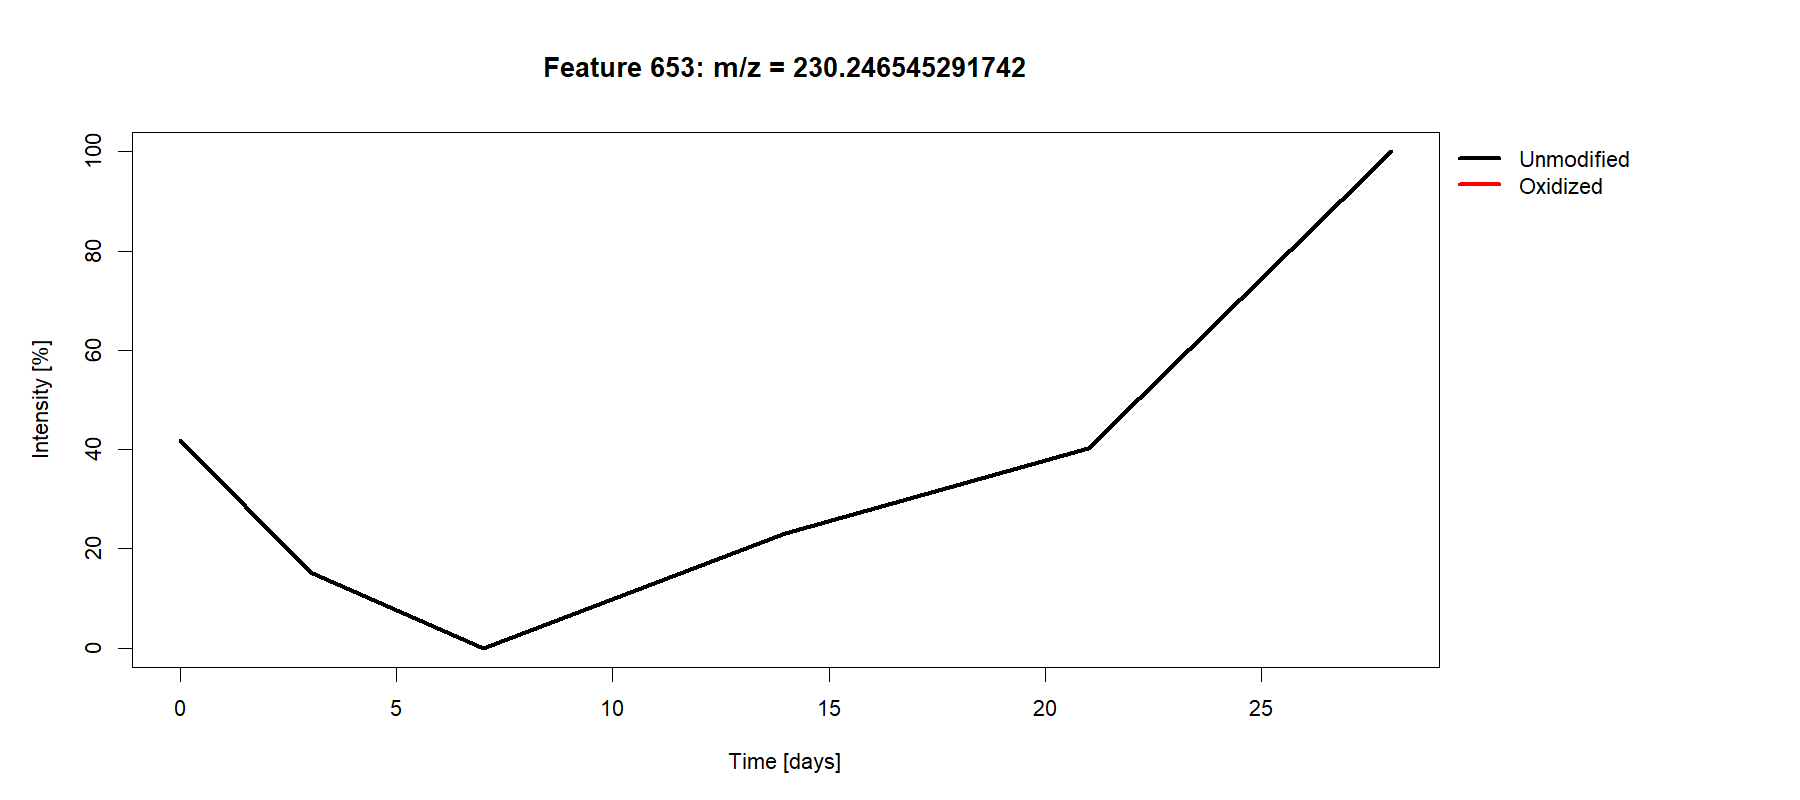 Feature 653: m/z = 230.246545291742
Unmodified
Oxidized
Intensity [%]
100
80
60
40
20
0
0 5 10 15 20 25
Time [days]